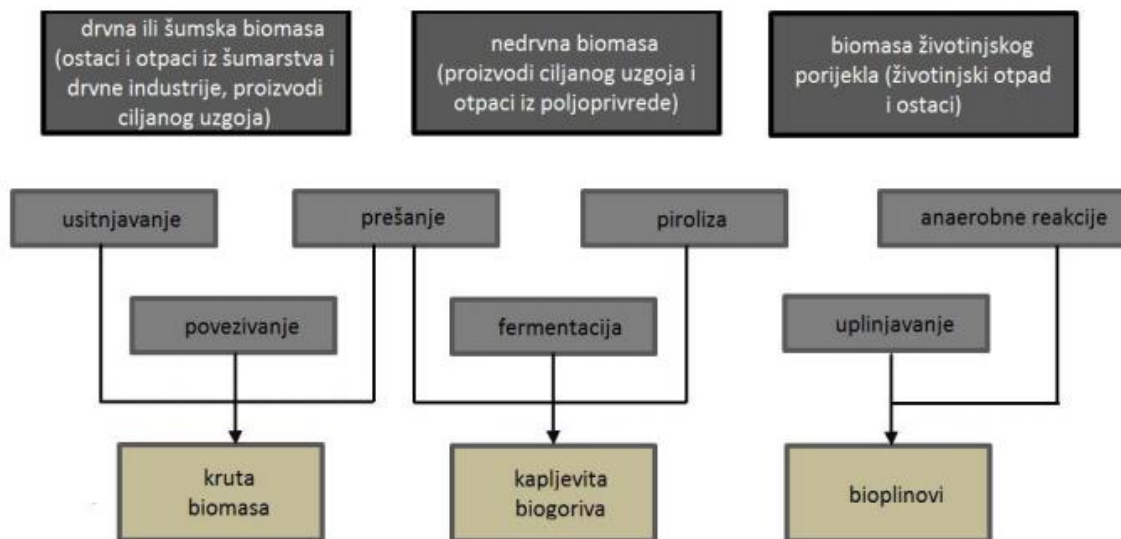 drvna ili šumska biomasa
(ostaci i otpaci iz šumarstva i
drvne industrije, proizvodi
ciljanog uzgoja)
nedrvna biomasa
(proizvodi ciljanog uzgoja i
otpaci iz poljoprivrede)
biomasa životinjskog
porijekla (životinjski otpad
i ostaci)
usitnjavanje
prešanje
piroliza
anaerobne reakcije
povezivanje
fermentacija
uplinjavanje
kruta
biomasa
kapljevita
biogoriva
bioplinovi